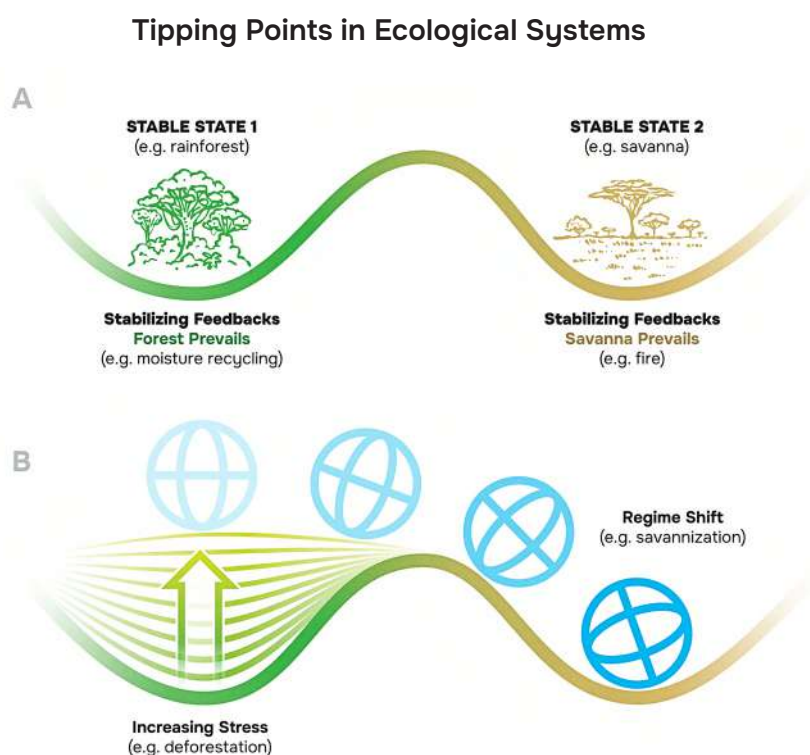 Tipping Points in Ecological Systems
A
STABLE STATE 1
(e.g. rainforest)
STABLE STATE 2
(e.g. savanna)
Stabilizing Feedbacks
Forest Prevails
(e.g. moisture recycling)
Stabilizing Feedbacks
Savanna Prevails
(e.g. fire)
B
Regime Shift
(e.g. savannization)
Increasing Stress
(e.g. deforestation)